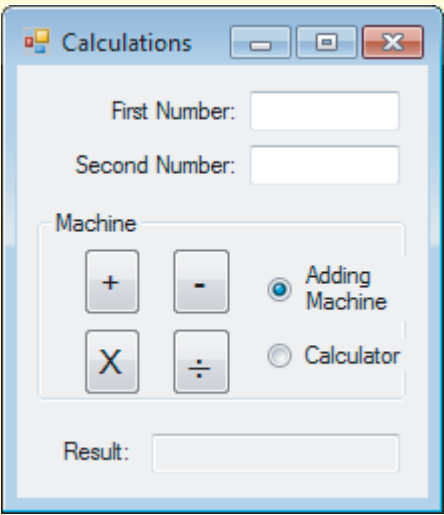 Calculations
First Number:
Second Number:
Machine
+ -
Adding
Machine
X ÷
Calculator
Result: